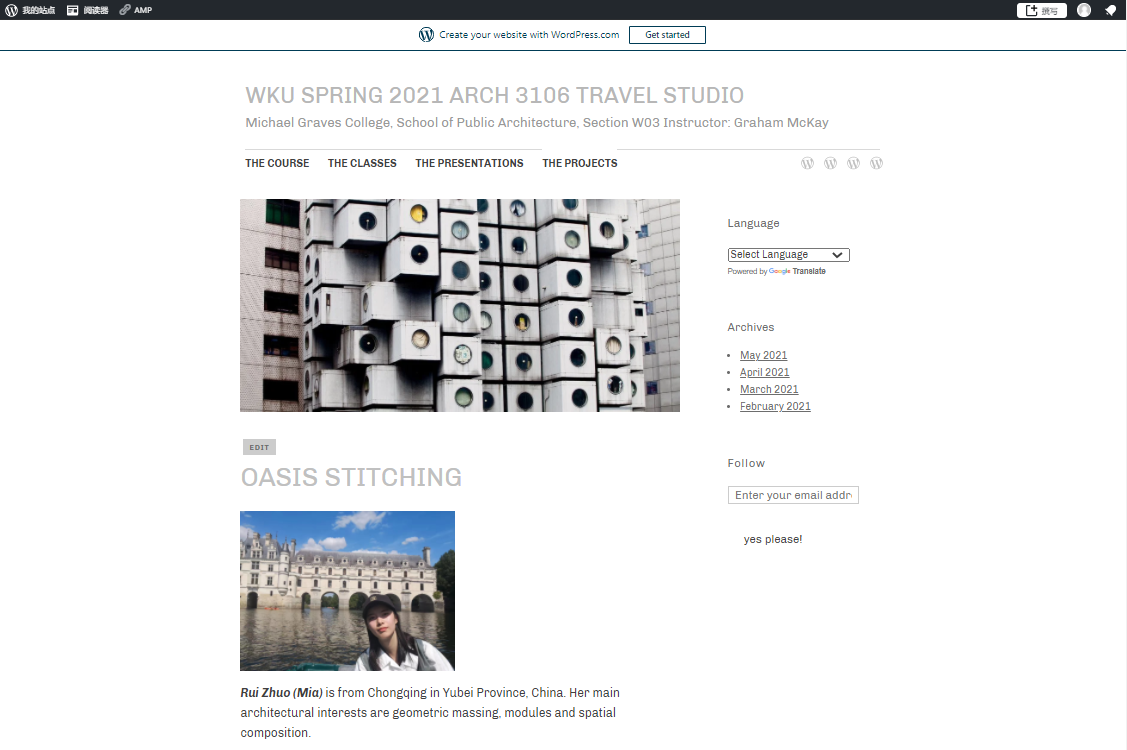 我的站点 阅读器 AMP 撰写
Create your website with WordPress.com Get started
WKU SPRING 2021 ARCH 3106 TRAVEL STUDIO
Michael Graves College, School of Public Architecture, Section W03 Instructor: Graham McKay
THE COURSE THE CLASSES THE PRESENTATIONS THE PROJECTS
Language
Select Language
Powered by Google Translate
Archives
May 2021
April 2021
March 2021
February 2021
Follow
Enter your email addr
yes please!
EDIT
OASIS STITCHING
Rui Zhuo (Mia) is from Chongqing in Yubei Province, China. Her main
architectural interests are geometric massing, modules and spatial
composition.